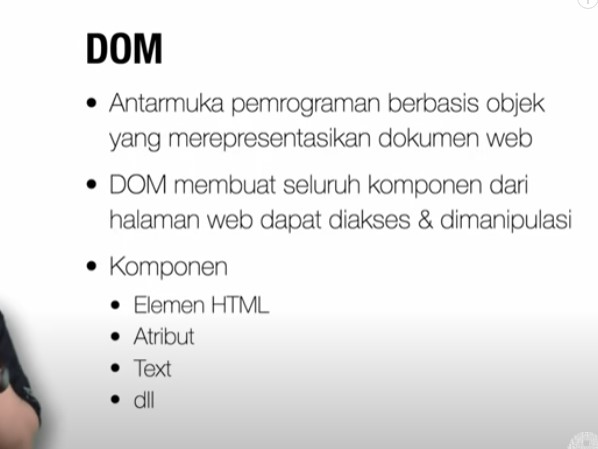 DOM
• Antarmuka pemrograman berbasis objek
yang merepresentasikan dokumen web
• DOM membuat seluruh komponen dari
halaman web dapat diakses & dimanipulasi
• Komponen
• Elemen HTML
• Atribut
• Text
• dll